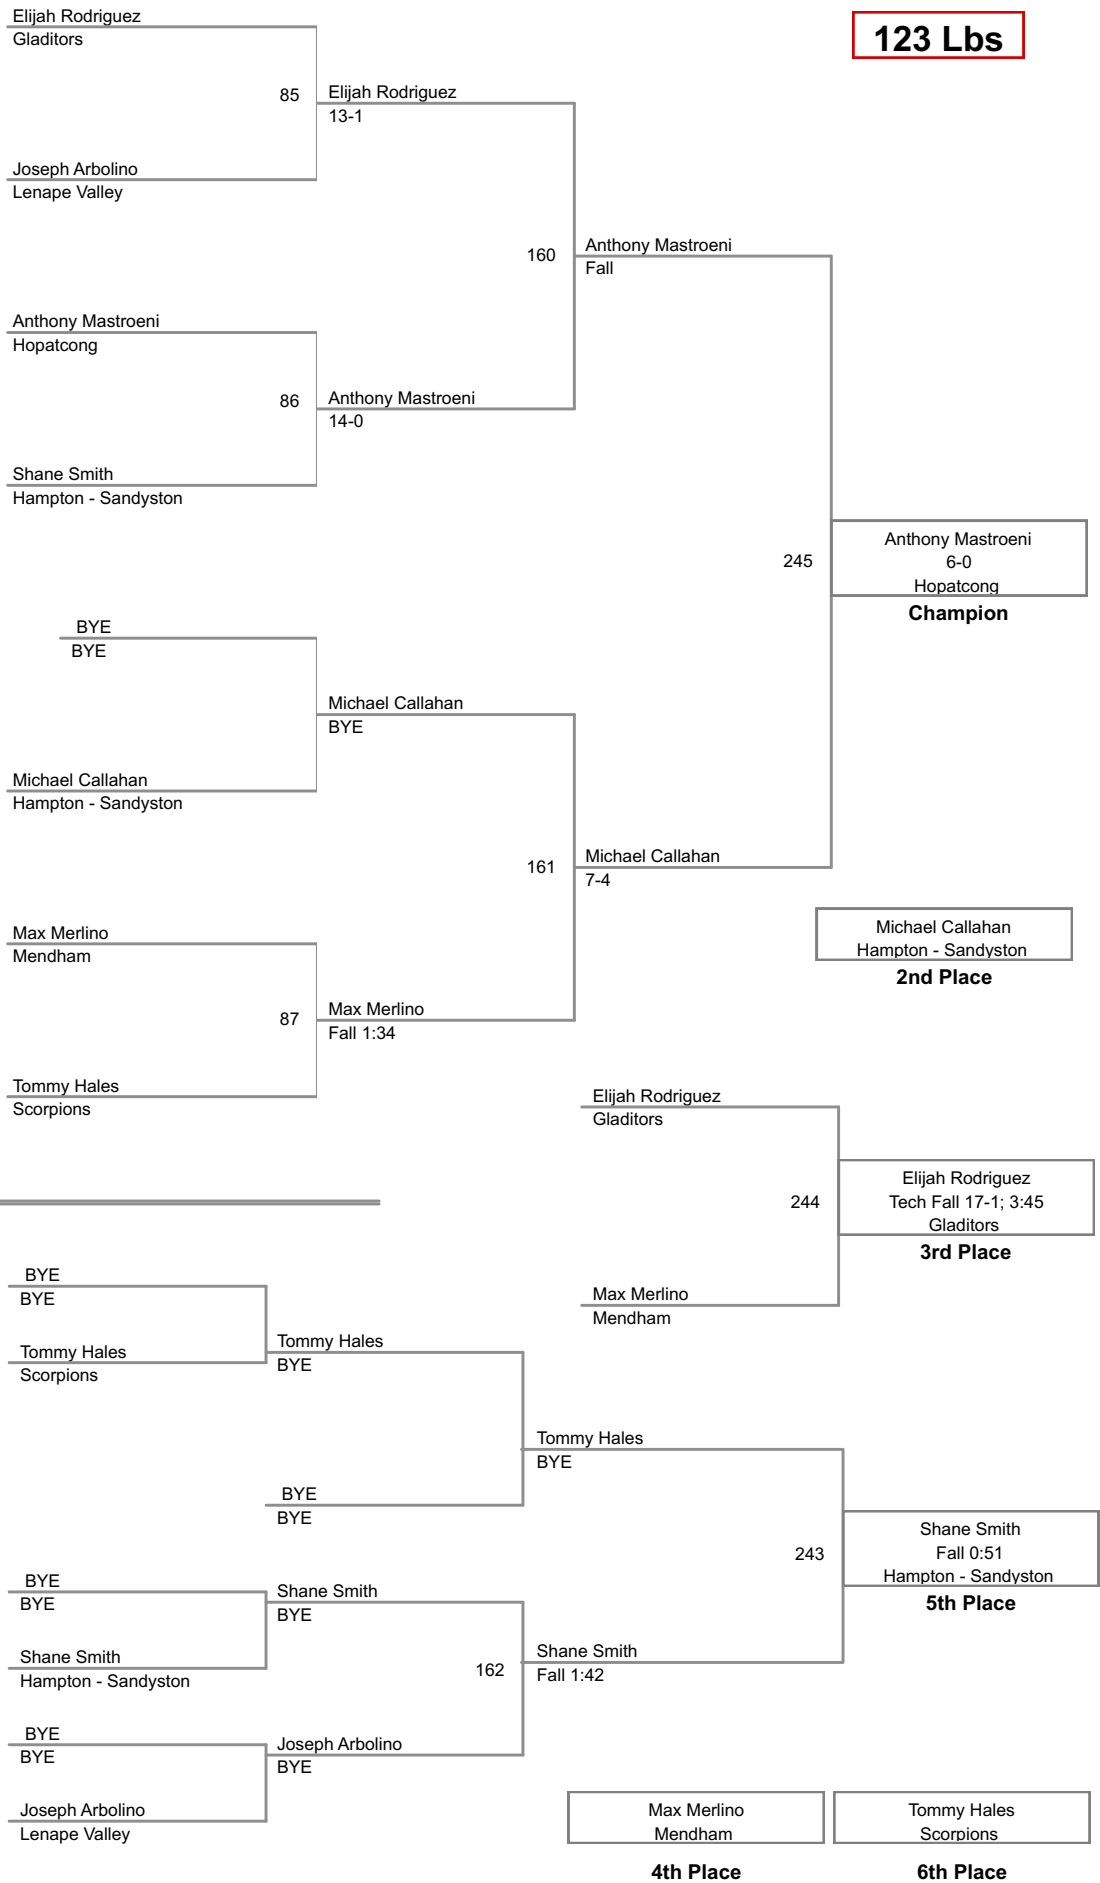 Elijah Rodriguez
Gladitors
123 Lbs
85
Elijah Rodriguez
13-1
Joseph Arbolino
Lenape Valley
160
Anthony Mastroeni
Fall
Anthony Mastroeni
Hopatcong
86
Anthony Mastroeni
14-0
Shane Smith
Hampton - Sandyston
245
Anthony Mastroeni
6-0
Hopatcong
Champion
BYE
BYE
Michael Callahan
BYE
Michael Callahan
Hampton - Sandyston
161
Michael Callahan
7-4
Michael Callahan
Hampton - Sandyston
2nd Place
Max Merlino
Mendham
87
Max Merlino
Fall 1:34
Tommy Hales
Scorpions
Elijah Rodriguez
Gladitors
244
Elijah Rodriguez
Tech Fall 17-1; 3:45
Gladitors
3rd Place
Max Merlino
Mendham
BYE
BYE
Tommy Hales
BYE
Tommy Hales
Scorpions
Tommy Hales
BYE
BYE
BYE
243
Shane Smith
Fall 0:51
Hampton - Sandyston
5th Place
BYE
BYE
Shane Smith
BYE
Shane Smith
Hampton - Sandyston
162
Shane Smith
Fall 1:42
BYE
BYE
Joseph Arbolino
BYE
Joseph Arbolino
Lenape Valley
Max Merlino
Mendham
4th Place
Tommy Hales
Scorpions
6th Place